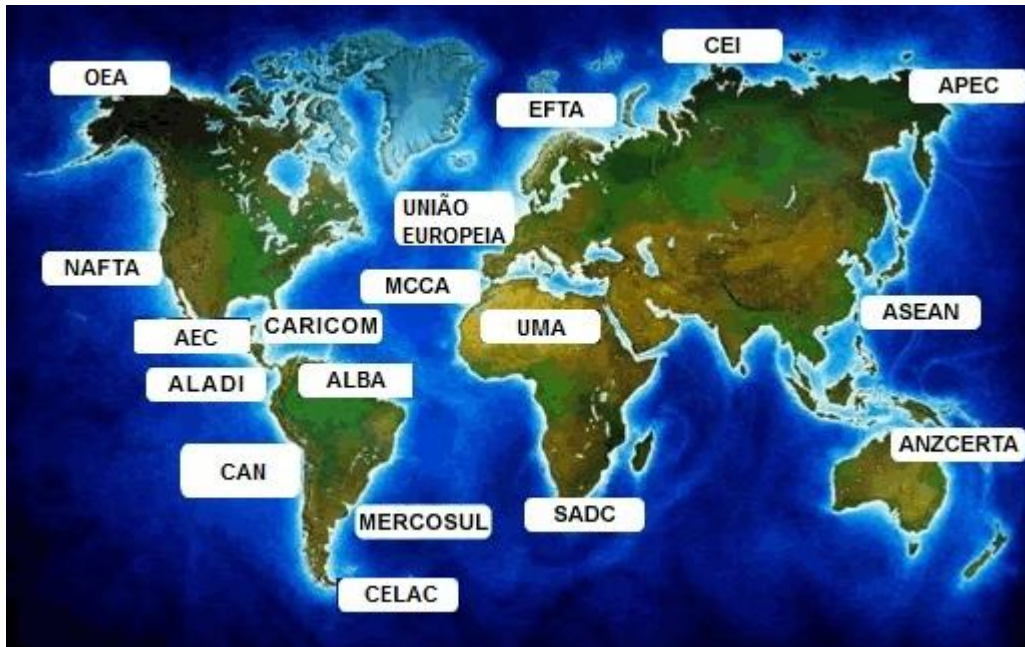 CEI
OEA
APEC
EFTA
UNIÃO
EUROPEIA
NAFTA
MCCA
ASEAN
CARICOM
UMA
AEC
ALADI
ALBA
ANZCERTA
CAN
SADC
MERCOSUL
CELAC